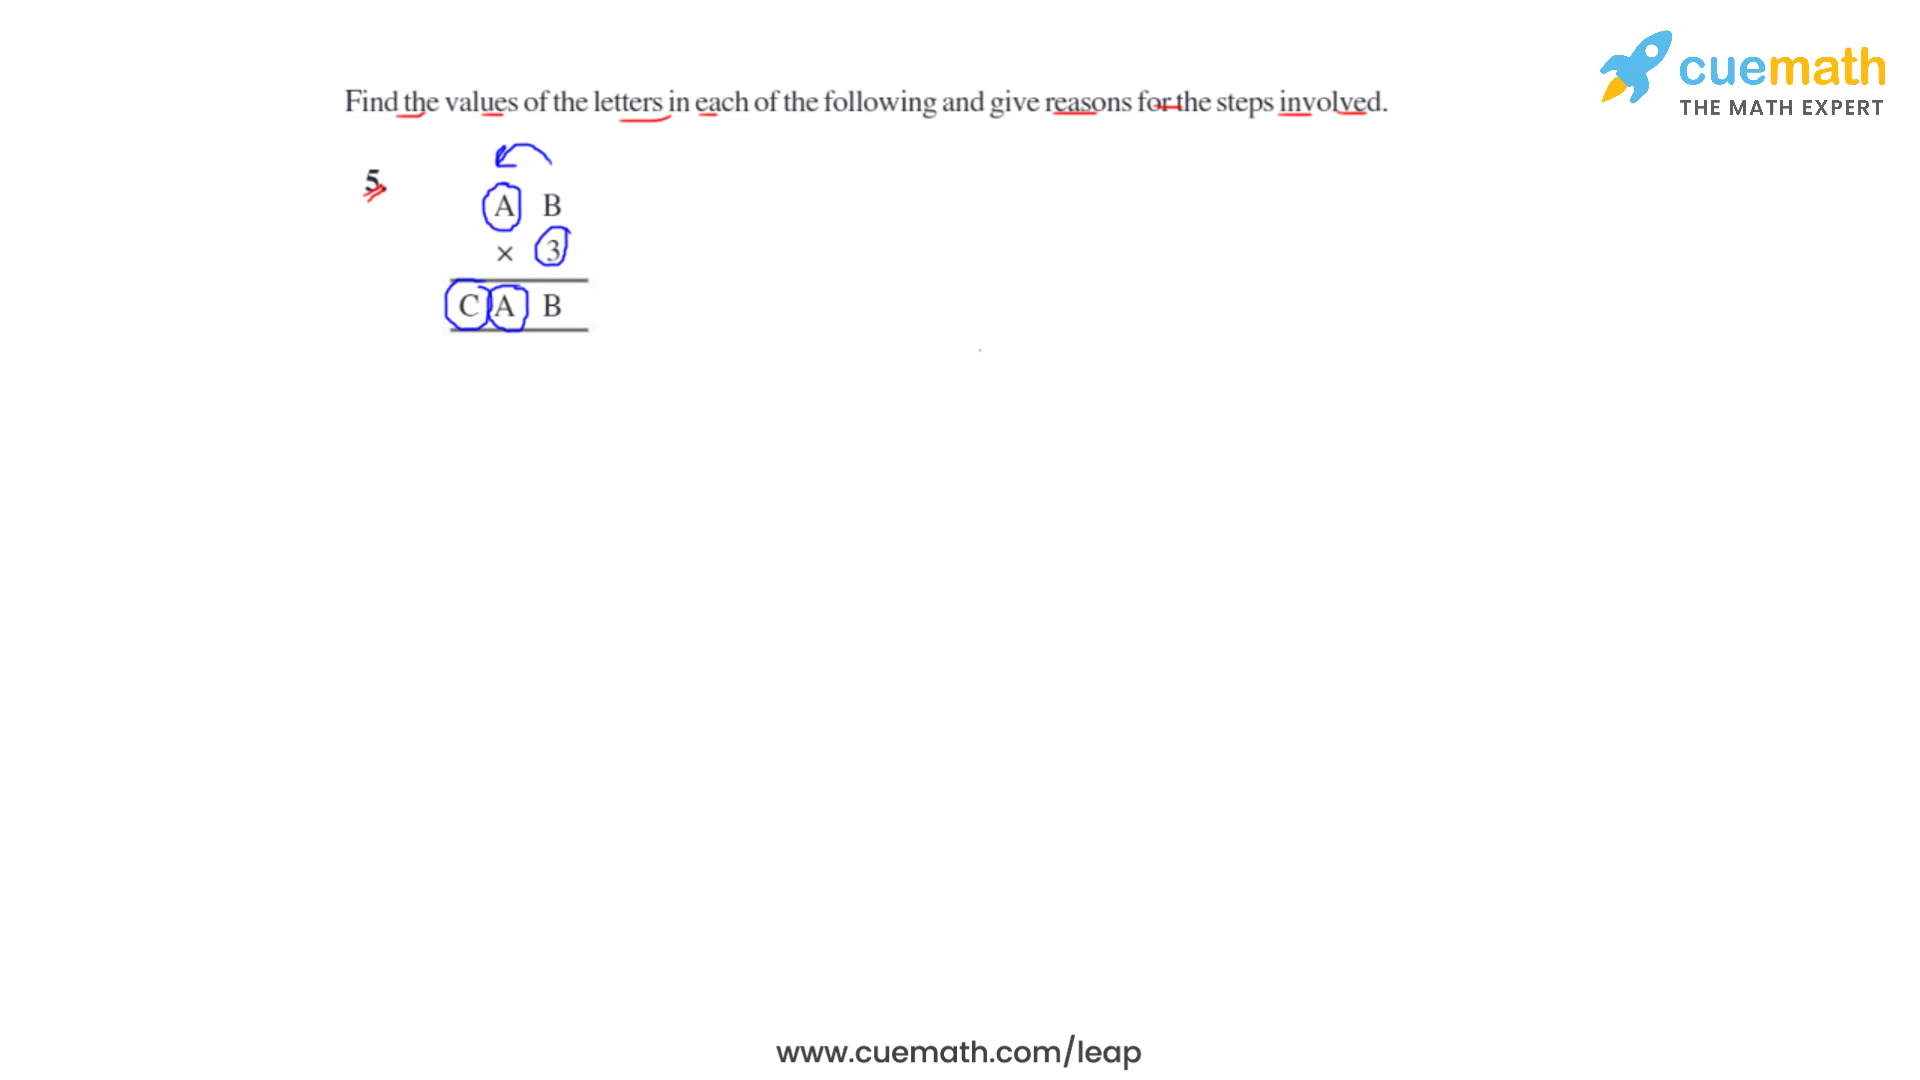 cuemath
THE MATH EXPERT
Find the values of the letters in each of the following and give reasons for the steps involved.
5.
A B
× 3
C A B
www.cuemath.com/leap